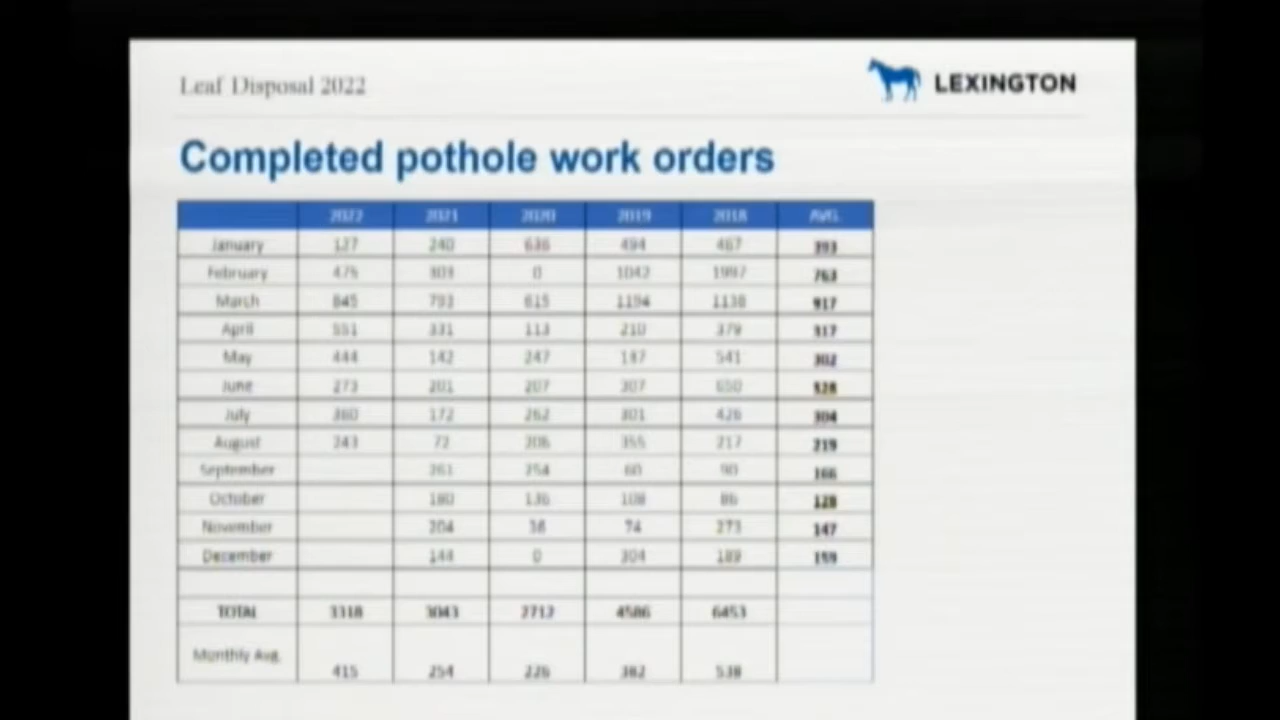 Leaf Disposal 2022
LEXINGTON
Completed pothole work orders
2022 2021 2020 2019 2018 AVG.
January 127 240 636 494 467 393
February 475 303 0 1042 1997 763
March 845 793 615 1194 1138 917
April 551 331 113 210 379 317
May 444 142 247 137 541 302
June 273 201 207 307 650 328
July 360 172 262 301 426 304
August 243 72 206 355 217 219
September 261 254 60 90 166
October 180 136 108 86 128
November 204 36 74 273 147
December 144 0 304 189 159
TOTAL 3318 3043 2712 4586 6453
Monthly Avg.
415 254 226 382 538